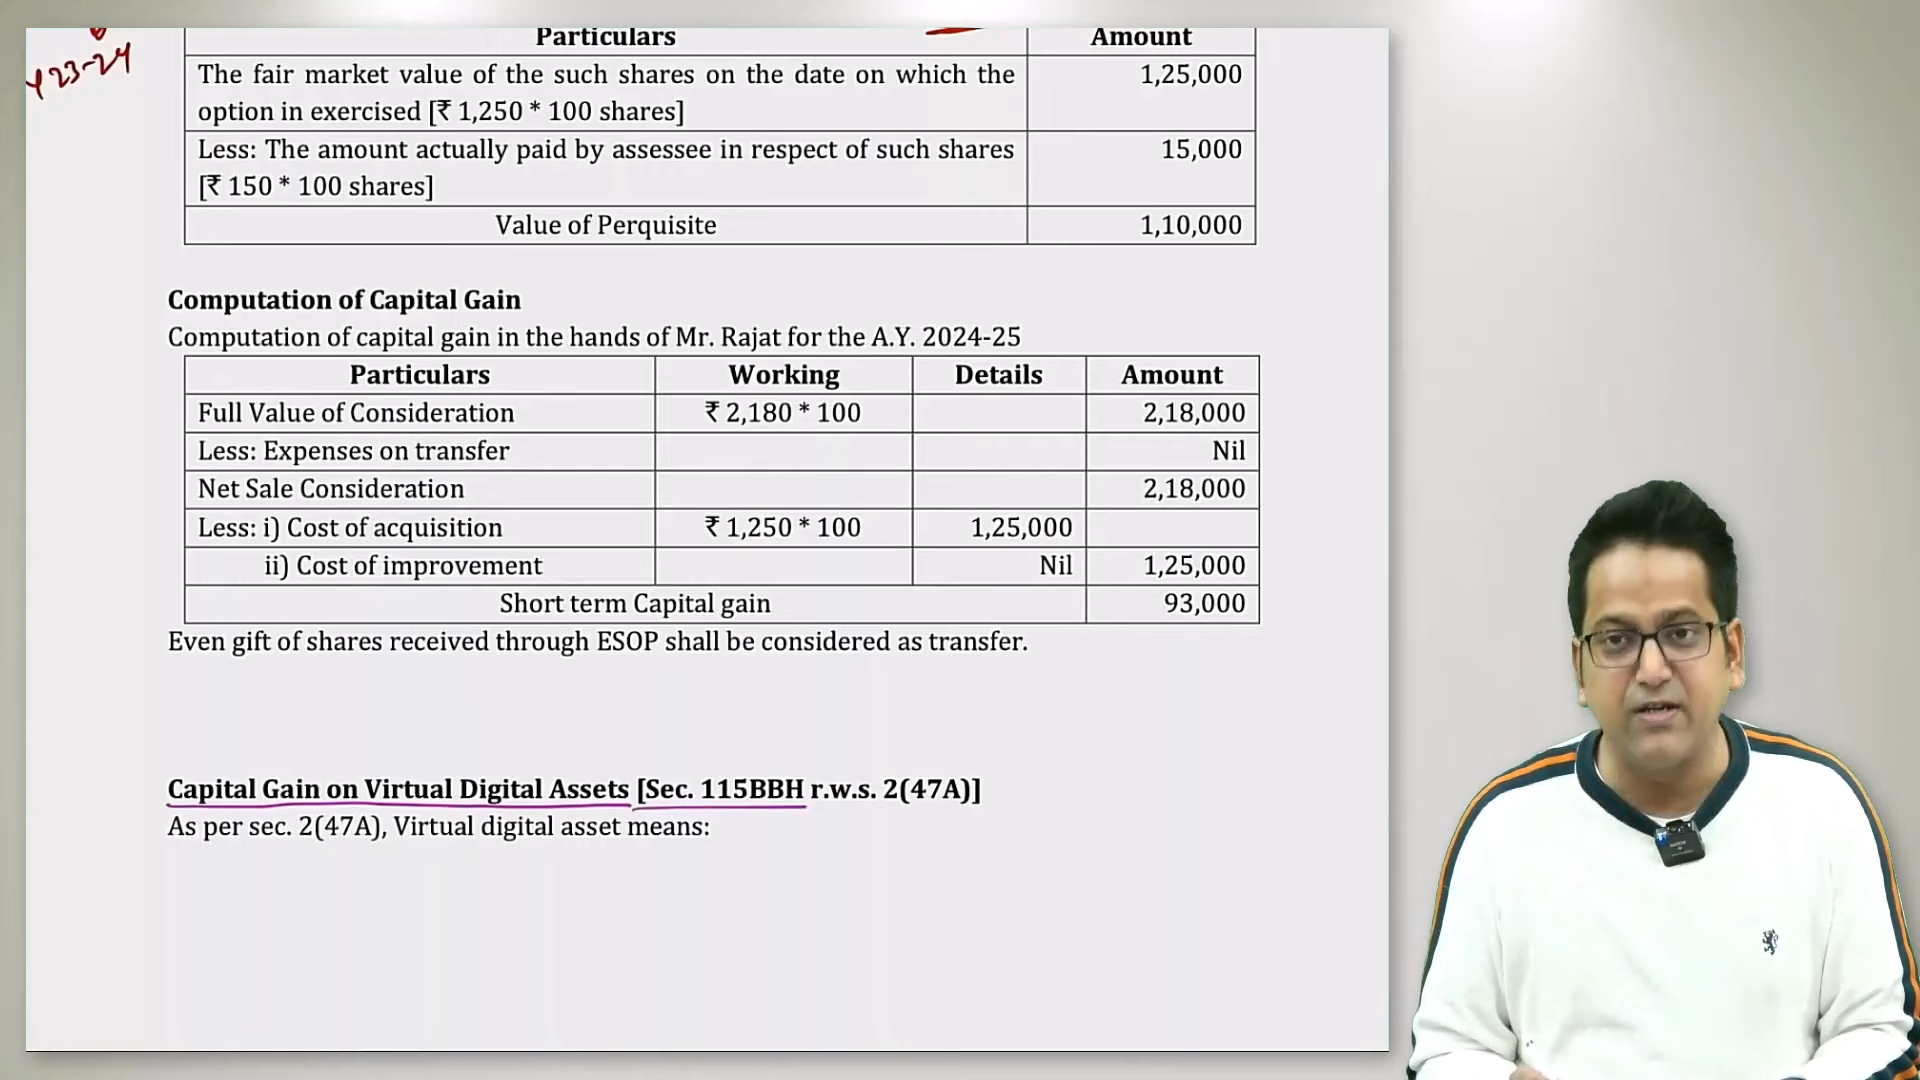 Particulars Amount
Y 23-24
The fair market value of the such shares on the date on which the 1,25,000
option in exercised [₹ 1,250 * 100 shares]
Less: The amount actually paid by assessee in respect of such shares 15,000
[₹ 150 * 100 shares]
Value of Perquisite 1,10,000
Computation of Capital Gain
Computation of capital gain in the hands of Mr. Rajat for the A.Y. 2024-25
Particulars Working Details Amount
Full Value of Consideration ₹ 2,180 * 100 2,18,000
Less: Expenses on transfer Nil
Net Sale Consideration 2,18,000
Less: i) Cost of acquisition ₹ 1,250 * 100 1,25,000
ii) Cost of improvement Nil 1,25,000
Short term Capital gain 93,000
Even gift of shares received through ESOP shall be considered as transfer.
Capital Gain on Virtual Digital Assets [Sec. 115BBH r.w.s. 2(47A)]
As per sec. 2(47A), Virtual digital asset means: